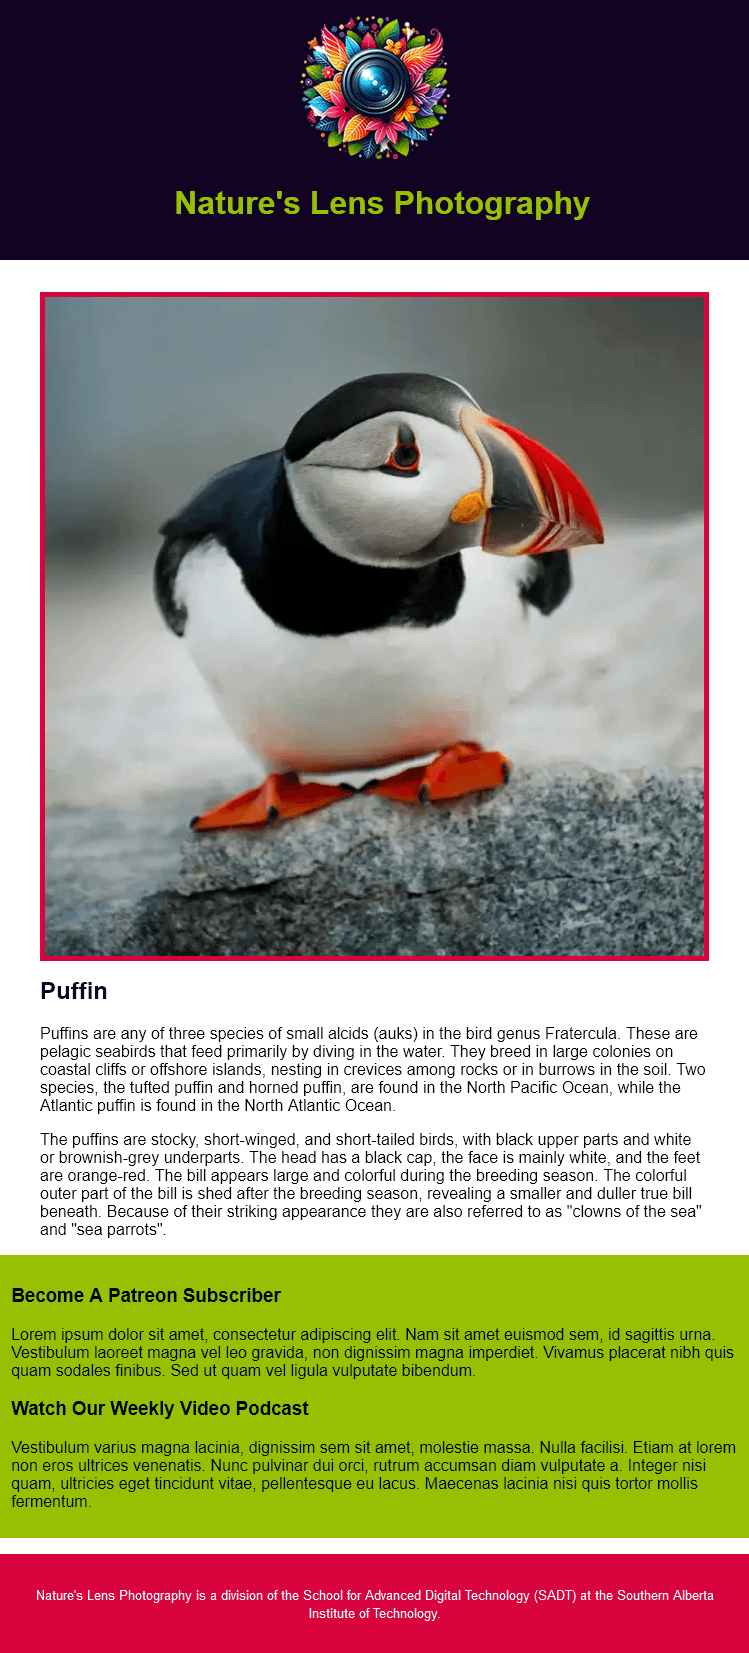 Nature's Lens Photography
Puffin
Puffins are any of three species of small alcids (auks) in the bird genus Fratercula. These are
pelagic seabirds that feed primarily by diving in the water. They breed in large colonies on
coastal cliffs or offshore islands, nesting in crevices among rocks or in burrows in the soil. Two
species, the tufted puffin and horned puffin, are found in the North Pacific Ocean, while the
Atlantic puffin is found in the North Atlantic Ocean.
The puffins are stocky, short-winged, and short-tailed birds, with black upper parts and white
or brownish-grey underparts. The head has a black cap, the face is mainly white, and the feet
are orange-red. The bill appears large and colorful during the breeding season. The colorful
outer part of the bill is shed after the breeding season, revealing a smaller and duller true bill
beneath. Because of their striking appearance they are also referred to as "clowns of the sea"
and "sea parrots".
Become A Patreon Subscriber
Lorem ipsum dolor sit amet, consectetur adipiscing elit. Nam sit amet euismod sem, id sagittis urna.
Vestibulum laoreet magna vel leo gravida, non dignissim magna imperdiet. Vivamus placerat nibh quis
quam sodales finibus. Sed ut quam vel ligula vulputate bibendum.
Watch Our Weekly Video Podcast
Vestibulum varius magna lacinia, dignissim sem sit amet, molestie massa. Nulla facilisi. Etiam at lorem
non eros ultrices venenatis. Nunc pulvinar dui orci, rutrum accumsan diam vulputate a. Integer nisi
quam, ultricies eget tincidunt vitae, pellentesque eu lacus. Maecenas lacinia nisi quis tortor mollis
fermentum.
Nature's Lens Photography is a division of the School for Advanced Digital Technology (SADT) at the Southern Alberta
Institute of Technology.